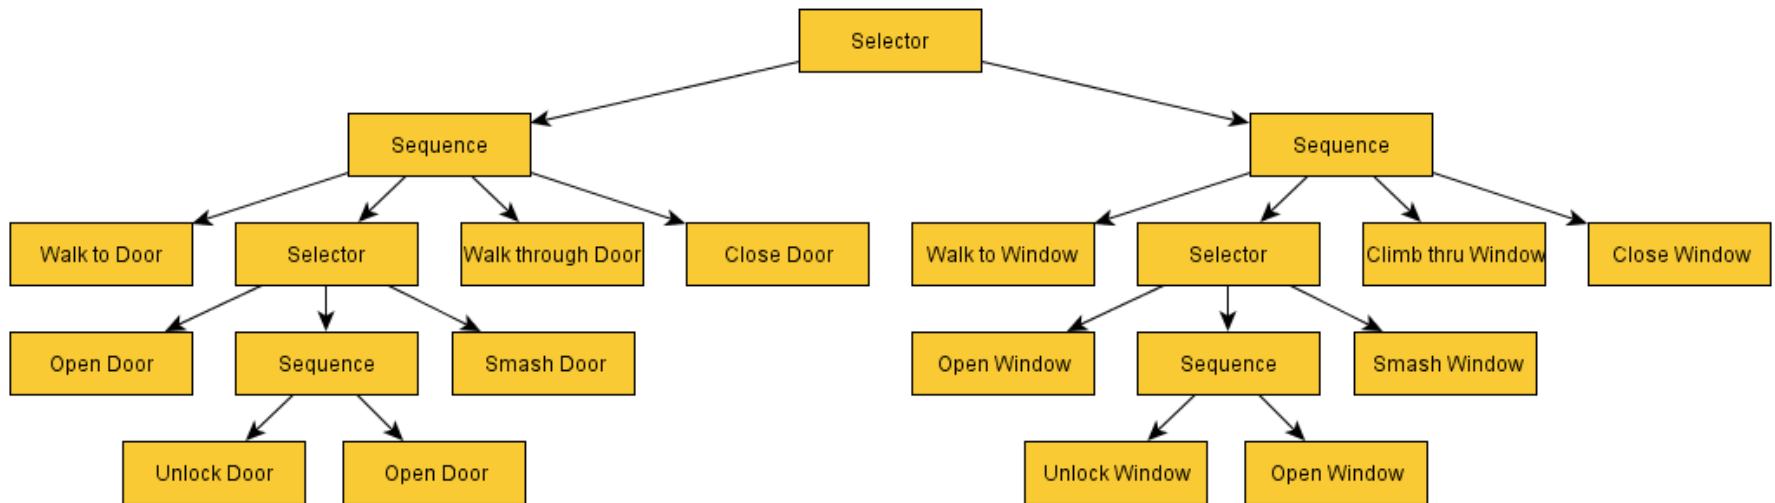 Selector
Sequence
Sequence
Walk to Door
Selector
Walk through Door
Close Door
Walk to Window
Selector
Climb thru Window
Close Window
Open Door
Sequence
Smash Door
Open Window
Sequence
Smash Window
Unlock Door
Open Door
Unlock Window
Open Window